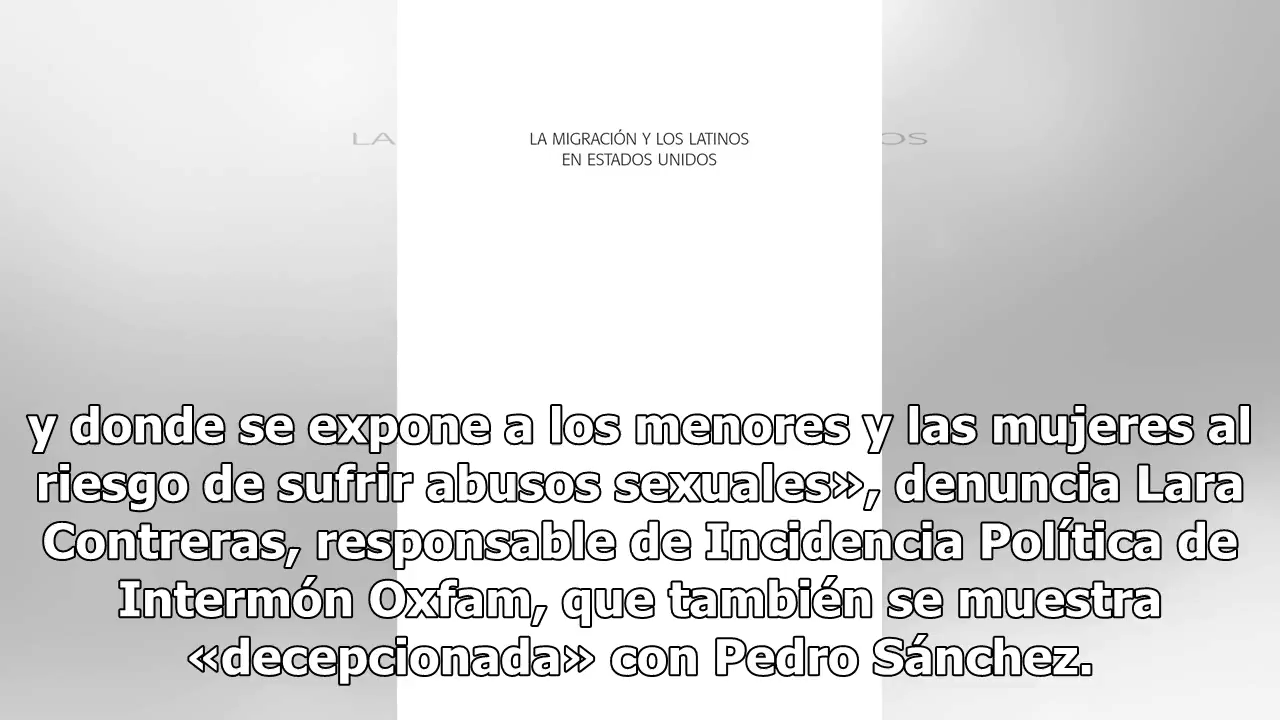 LA MIGRACIÓN Y LOS LATINOS
EN ESTADOS UNIDOS
LA
OS
y donde se expone a los menores y las mujeres al
riesgo de sufrir abusos sexuales», denuncia Lara
Contreras, responsable de Incidencia Política de
Intermón Oxfam, que también se muestra
«decepcionada» con Pedro Sánchez.